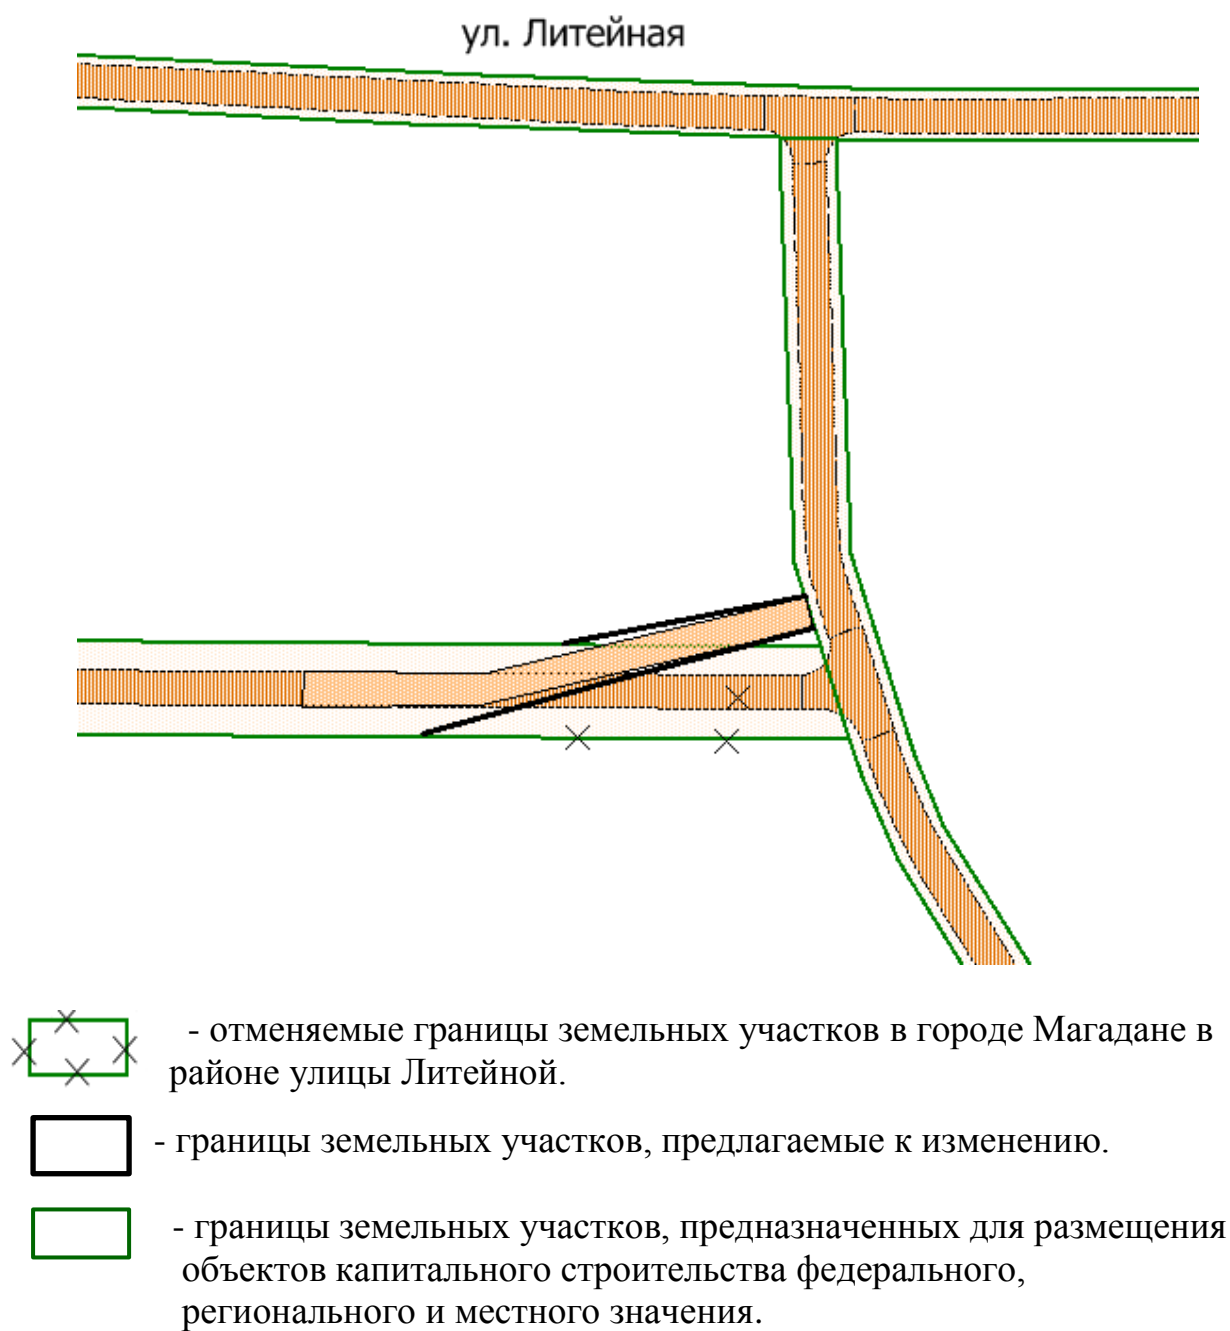 ул. Литейная
- отменяемые границы земельных участков в городе Магадане в
районе улицы Литейной.
- границы земельных участков, предлагаемые к изменению.
- границы земельных участков, предназначенных для размещения
объектов капитального строительства федерального,
регионального и местного значения.